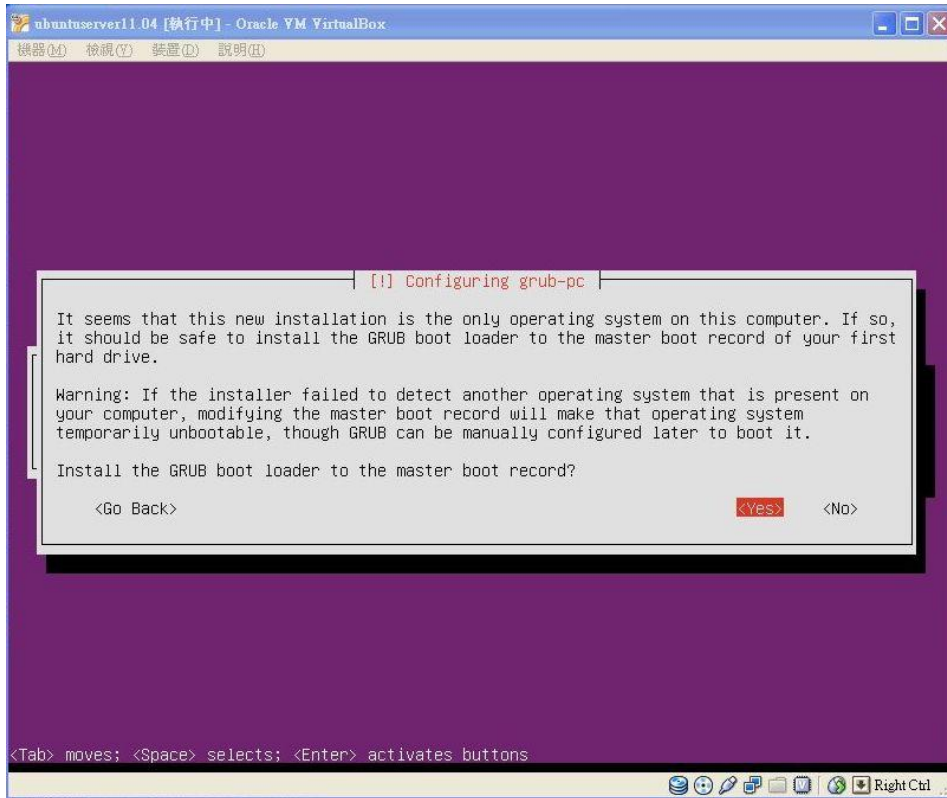 ubuntuserver11.04 [執行中] - Oracle VM VirtualBox
機器(M) 檢視(V) 裝置(D) 說明(H)
[!] Configuring grub-pc
It seems that this new installation is the only operating system on this computer. If so,
it should be safe to install the GRUB boot loader to the master boot record of your first
hard drive.
Warning: If the installer failed to detect another operating system that is present on
your computer, modifying the master boot record will make that operating system
temporarily unbootable, though GRUB can be manually configured later to boot it.
Install the GRUB boot loader to the master boot record?
<Go Back> <Yes> <No>
<Tab> moves; <Space> selects; <Enter> activates buttons
Right Ctrl